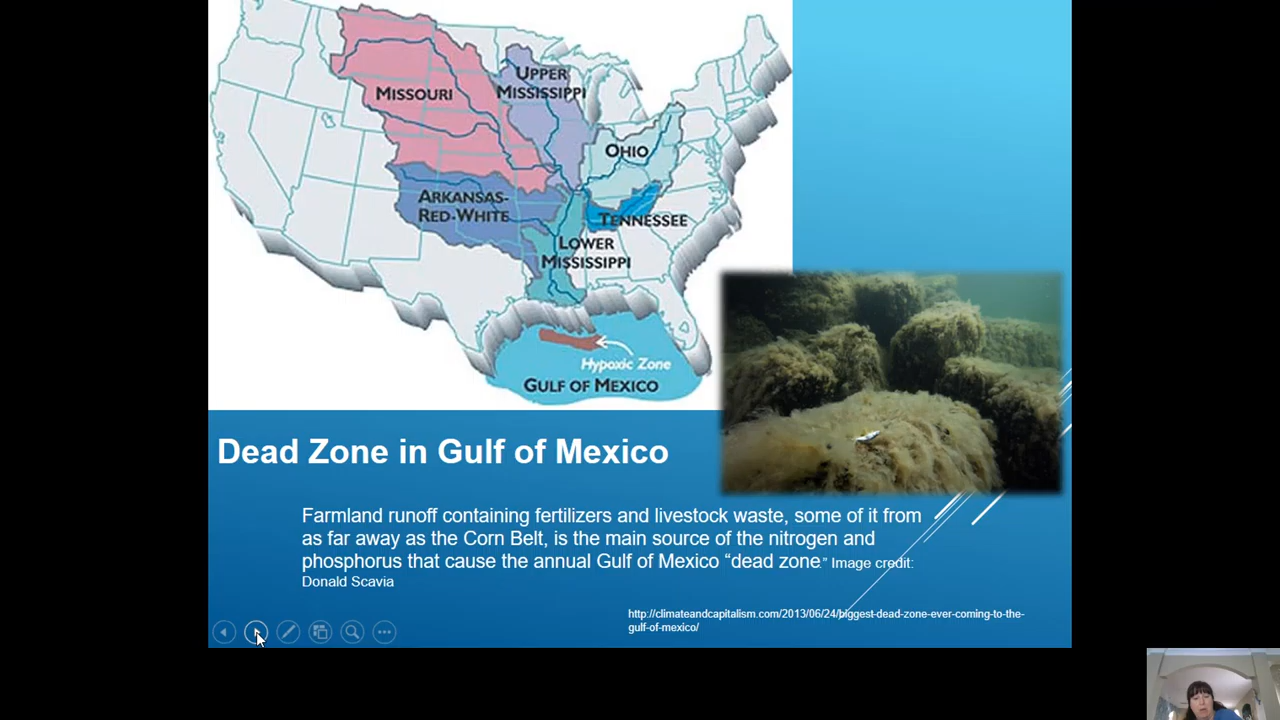 UPPER
MISSISSIPPI
MISSOURI
OHIO
ARKANSAS-
RED-WHITE
TENNESSEE
LOWER
MISSISSIPPI
Hypoxic Zone
GULF OF MEXICO
Dead Zone in Gulf of Mexico
Farmland runoff containing fertilizers and livestock waste, some of it from
as far away as the Corn Belt, is the main source of the nitrogen and
phosphorus that cause the annual Gulf of Mexico “dead zone.” Image credit:
Donald Scavia
http://climateandcapitalism.com/2013/06/24/biggest-dead-zone-ever-coming-to-the-
gulf-of-mexico/